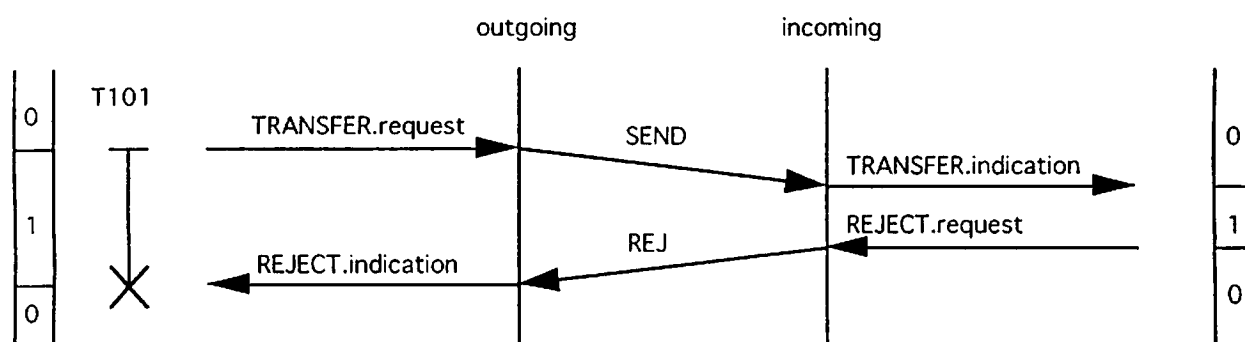 outgoing incoming
T101
0
TRANSFER.request
SEND
0
TRANSFER.indication
1
REJECT.request
1
REJ
REJECT.indication
0
0